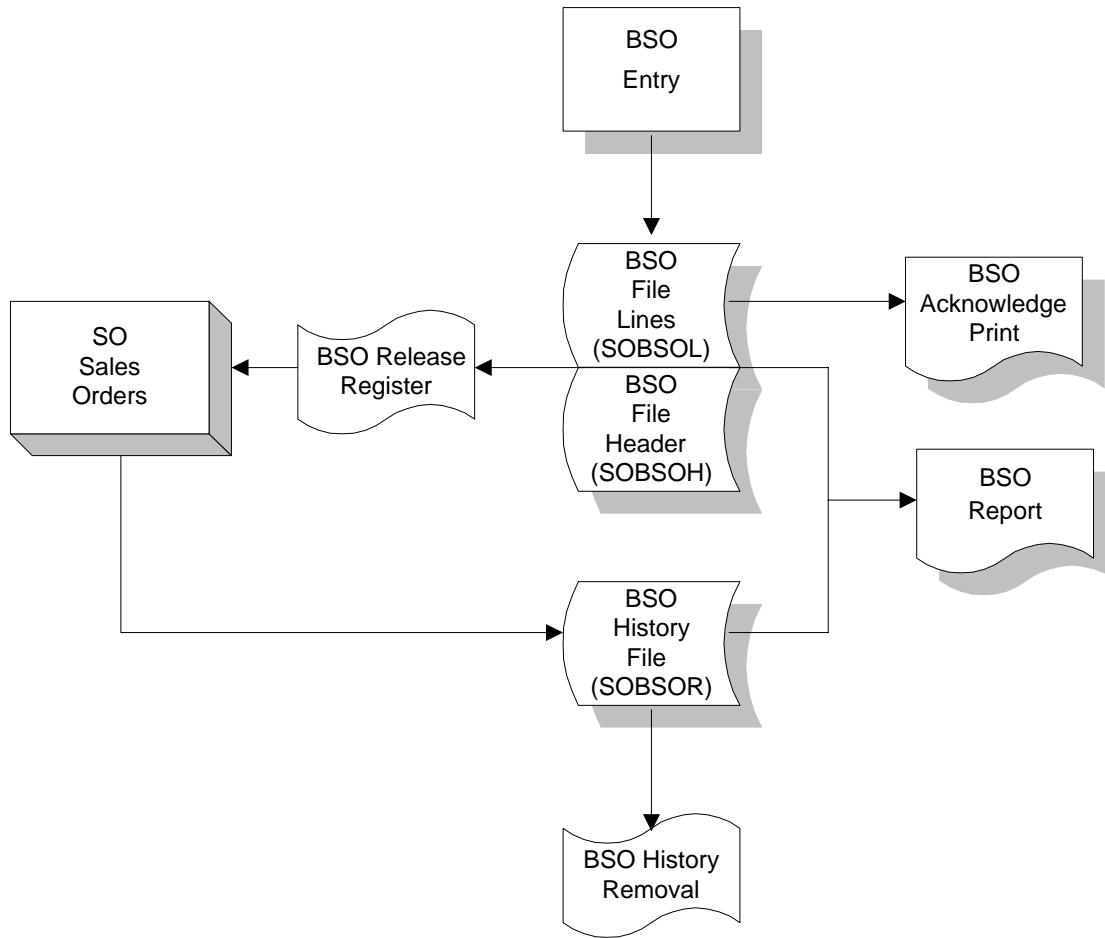 BSO
Entry
BSO
File
Lines
(SOBSOL)
BSO
Acknowledge
Print
SO
Sales
Orders
BSO Release
Register
BSO
File
Header
(SOBSOH)
BSO
Report
BSO
History
File
(SOBSOR)
BSO History
Removal